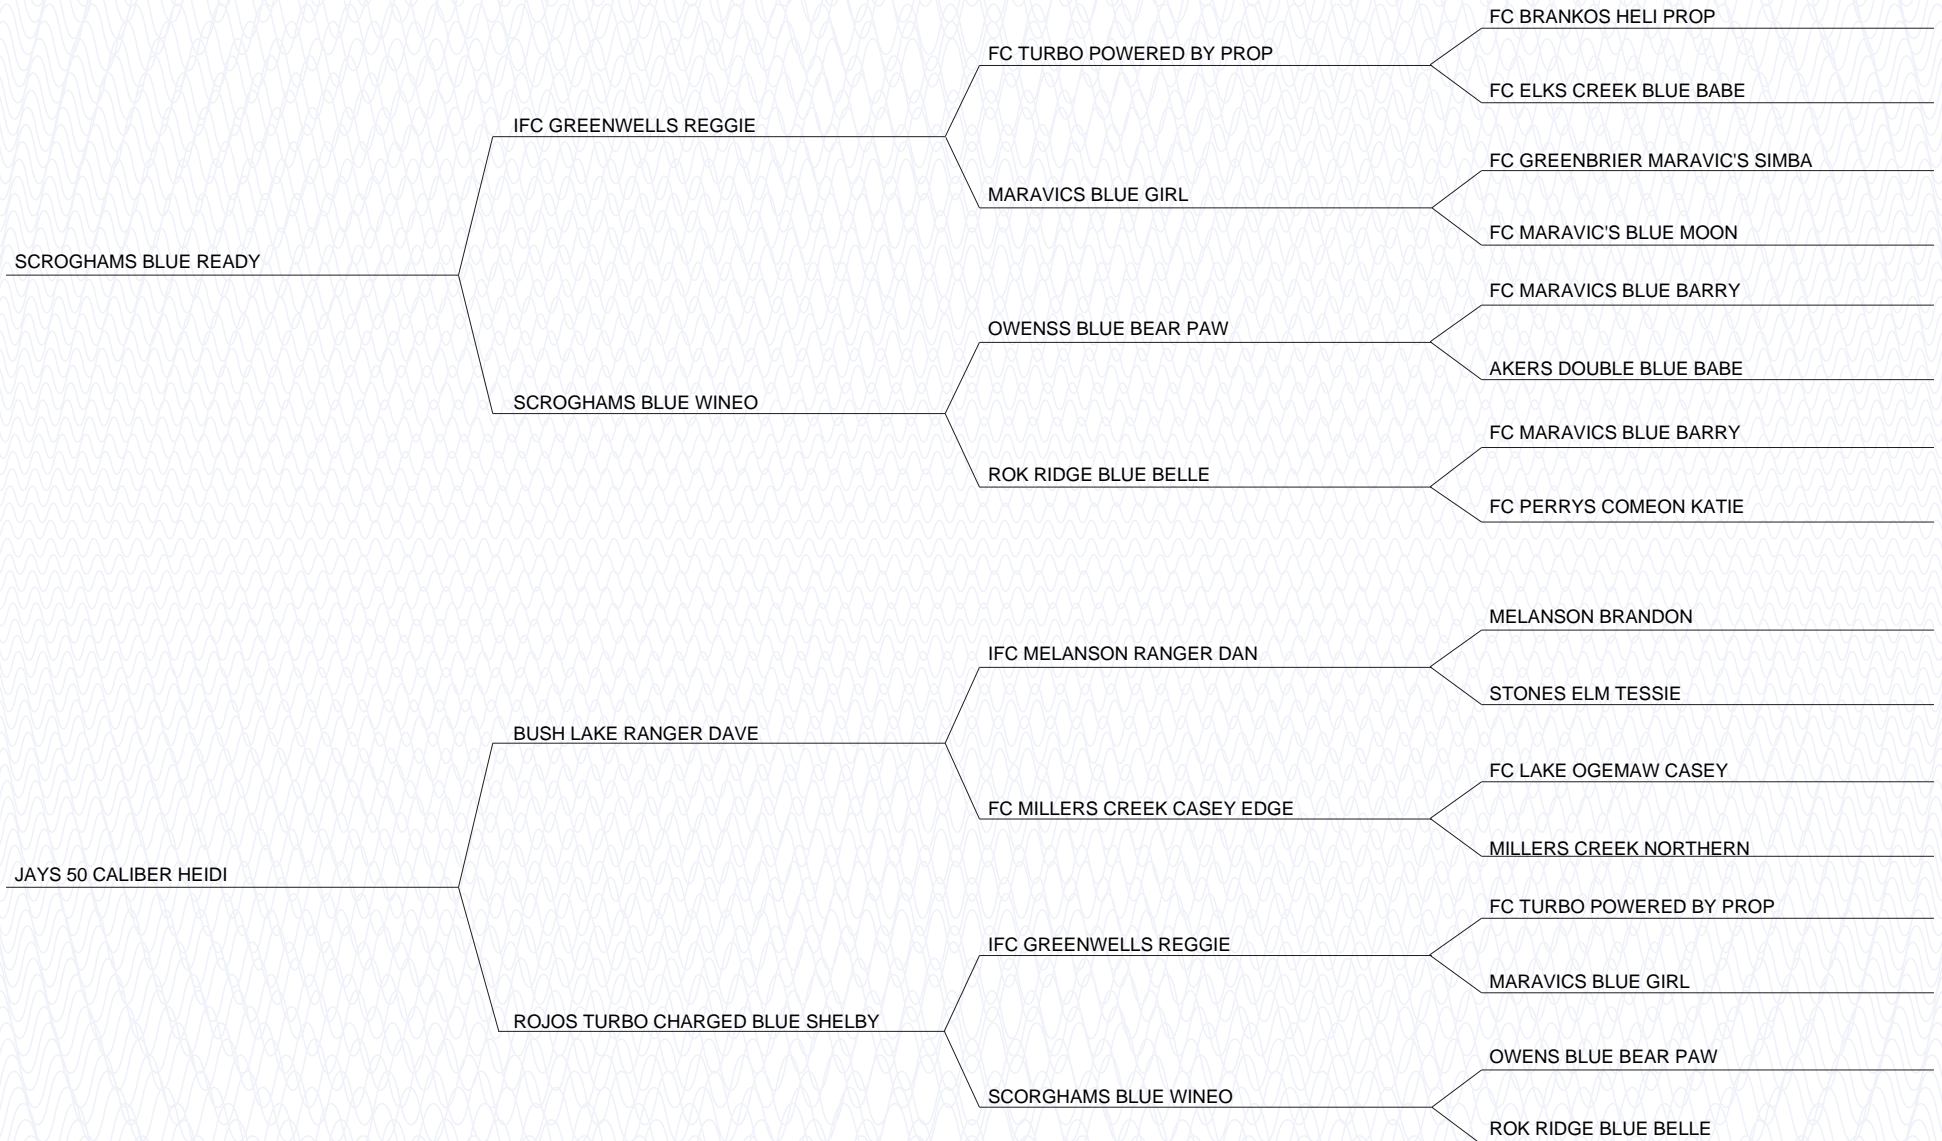 FC BRANKOS HELI PROP
FC TURBO POWERED BY PROP
FC ELKS CREEK BLUE BABE
IFC GREENWELLS REGGIE
FC GREENBRIER MARAVIC'S SIMBA
MARAVICS BLUE GIRL
FC MARAVIC'S BLUE MOON
SCROGHAMS BLUE READY
FC MARAVICS BLUE BARRY
OWENSS BLUE BEAR PAW
AKERS DOUBLE BLUE BABE
SCROGHAMS BLUE WINEO
FC MARAVICS BLUE BARRY
ROK RIDGE BLUE BELLE
FC PERRYS COMEON KATIE
MELANSON BRANDON
IFC MELANSON RANGER DAN
STONES ELM TESSIE
BUSH LAKE RANGER DAVE
FC LAKE OGEMAW CASEY
FC MILLERS CREEK CASEY EDGE
MILLERS CREEK NORTHERN
JAYS 50 CALIBER HEIDI
FC TURBO POWERED BY PROP
IFC GREENWELLS REGGIE
MARAVICS BLUE GIRL
ROJOS TURBO CHARGED BLUE SHELBY
OWENS BLUE BEAR PAW
SCORGHAMS BLUE WINEO
ROK RIDGE BLUE BELLE